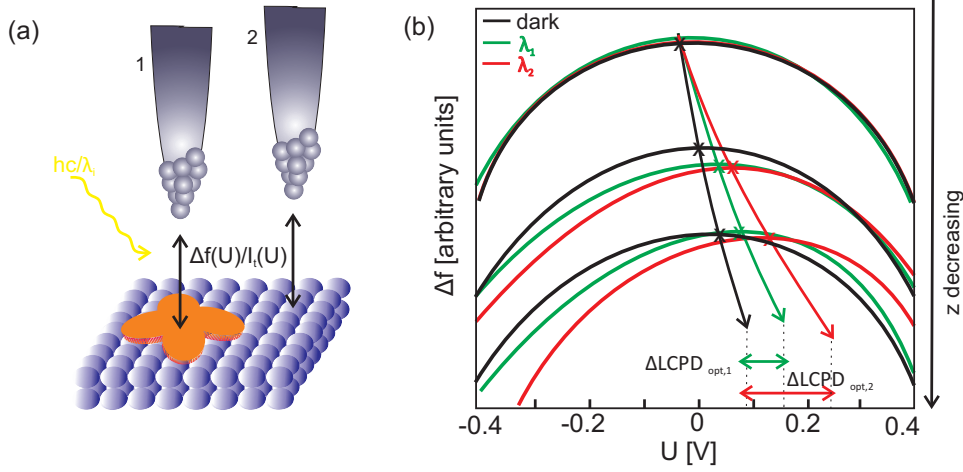 (a)
1
2
hc/λᵢ
Δf(U)/Iₜ(U)
(b)
dark
λ₁
λ₂
Δf [arbitrary units]
z decreasing
ΔLCPD opt,1
ΔLCPD opt,2
-0.4 -0.2 0 0.2 0.4
U [V]